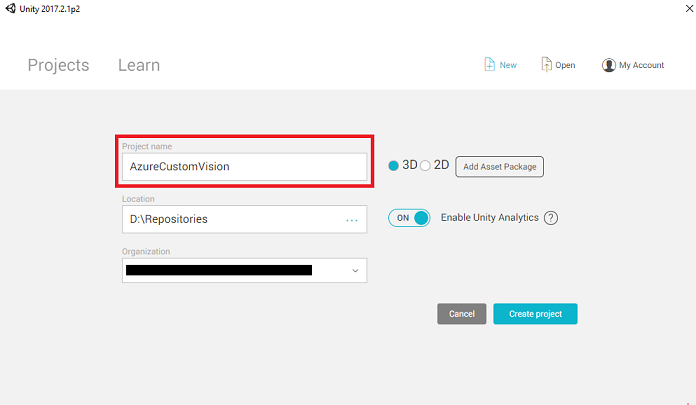 Unity 2017.2.1p2
Projects Learn New Open My Account
Project name
AzureCustomVision 3D 2D Add Asset Package
Location
D:\Repositories ... ON Enable Unity Analytics ?
Organization
Cancel Create project